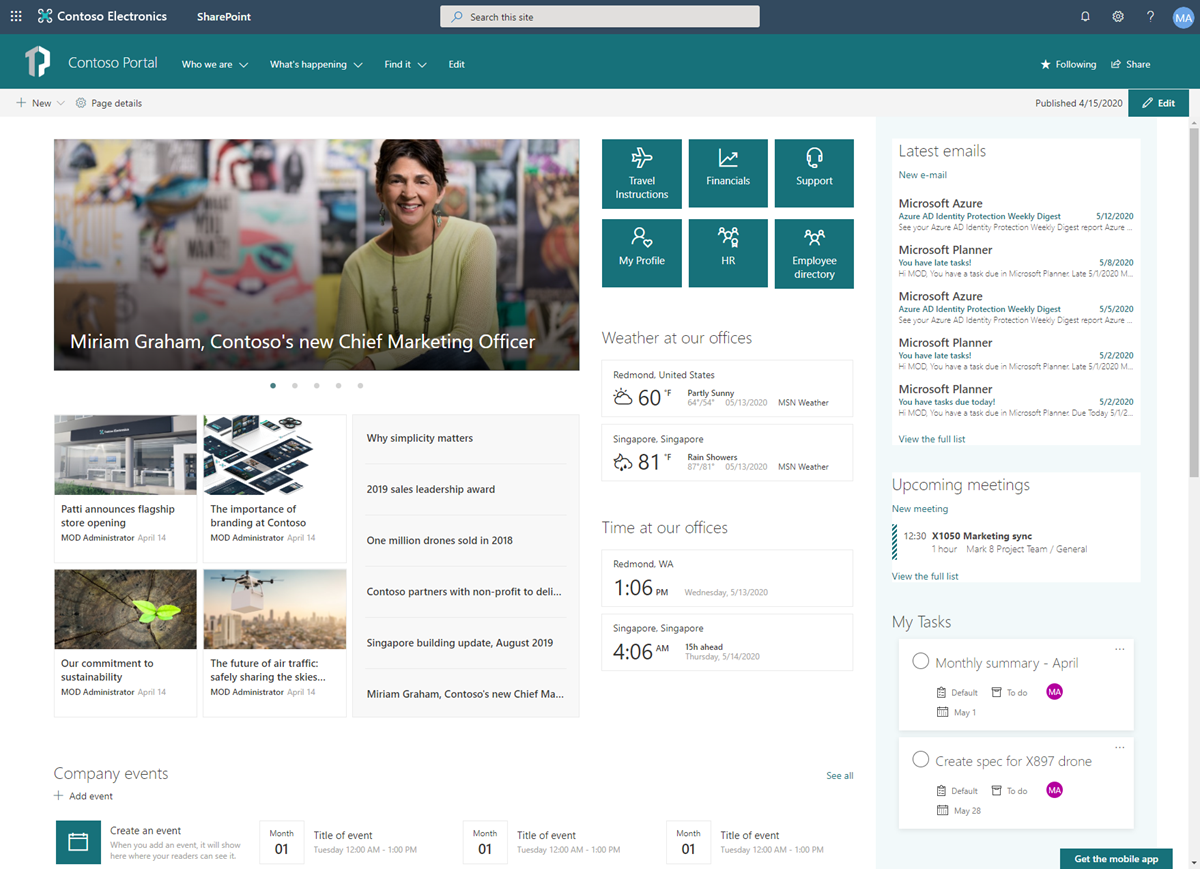 Contoso Electronics
SharePoint
Search this site
MA
Contoso Portal
Who we are
What's happening
Find it
Edit
Following
Share
New
Page details
Published 4/15/2020
Edit
Miriam Graham, Contoso's new Chief Marketing Officer
Patti announces flagship
store opening
MOD Administrator April 14
The importance of
branding at Contoso
MOD Administrator April 14
Our commitment to
sustainability
MOD Administrator April 14
The future of air traffic:
safely sharing the skies...
MOD Administrator April 14
Why simplicity matters
2019 sales leadership award
One million drones sold in 2018
Contoso partners with non-profit to deli...
Singapore building update, August 2019
Miriam Graham, Contoso's new Chief Ma...
Travel
Instructions
Financials
Support
My Profile
HR
Employee
directory
Weather at our offices
Redmond, United States
60 °F
Partly Sunny
64°/54° 05/13/2020 MSN Weather
Singapore, Singapore
81 °F
Rain Showers
87°/81° 05/13/2020 MSN Weather
Time at our offices
Redmond, WA
1:06 PM Wednesday, 5/13/2020
Singapore, Singapore
4:06 AM
15h ahead
Thursday, 5/14/2020
Company events
See all
Add event
Create an event
When you add an event, it will show
here where your readers can see it.
Month
01
Title of event
Tuesday 12:00 AM - 1:00 PM
Month
01
Title of event
Tuesday 12:00 AM - 1:00 PM
Month
01
Title of event
Tuesday 12:00 AM - 1:00 PM
Latest emails
New e-mail
Microsoft Azure
Azure AD Identity Protection Weekly Digest 5/12/2020
See your Azure AD Identity Protection Weekly Digest report Azure ...
Microsoft Planner
You have late tasks! 5/8/2020
Hi MOD, You have a task due in Microsoft Planner. Late 5/1/2020 M...
Microsoft Azure
Azure AD Identity Protection Weekly Digest 5/5/2020
See your Azure AD Identity Protection Weekly Digest report Azure ...
Microsoft Planner
You have late tasks! 5/2/2020
Hi MOD, You have a task due in Microsoft Planner. Late 5/1/2020 M...
Microsoft Planner
You have tasks due today! 5/2/2020
Hi MOD, You have a task due in Microsoft Planner. Due Today 5/1/2...
View the full list
Upcoming meetings
New meeting
12:30 X1050 Marketing sync
1 hour Mark 8 Project Team / General
View the full list
My Tasks
Monthly summary - April
Default To do MA
May 1
Create spec for X897 drone
Default To do MA
May 28
Get the mobile app